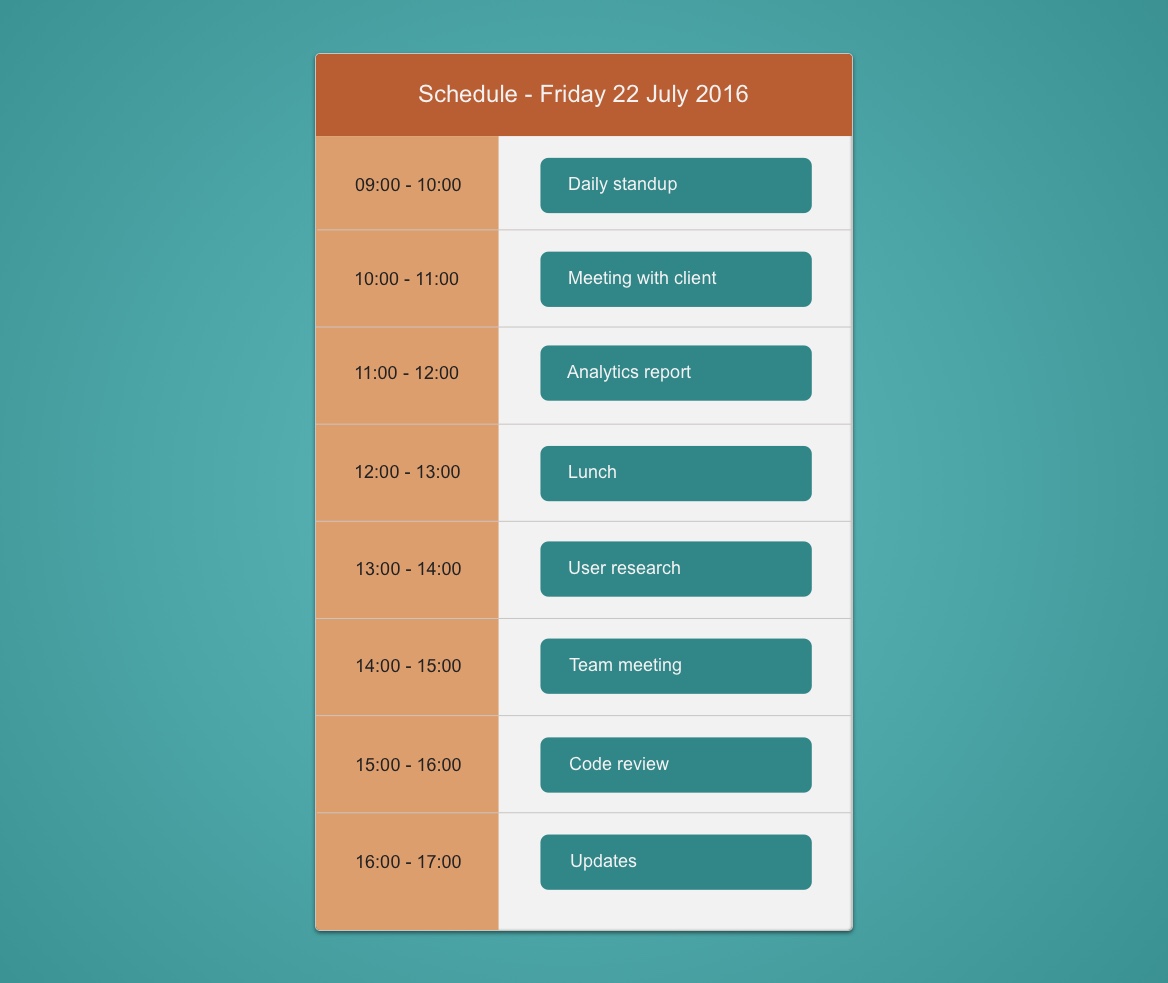 Schedule - Friday 22 July 2016
09:00 - 10:00 Daily standup
10:00 - 11:00 Meeting with client
11:00 - 12:00 Analytics report
12:00 - 13:00 Lunch
13:00 - 14:00 User research
14:00 - 15:00 Team meeting
15:00 - 16:00 Code review
16:00 - 17:00 Updates